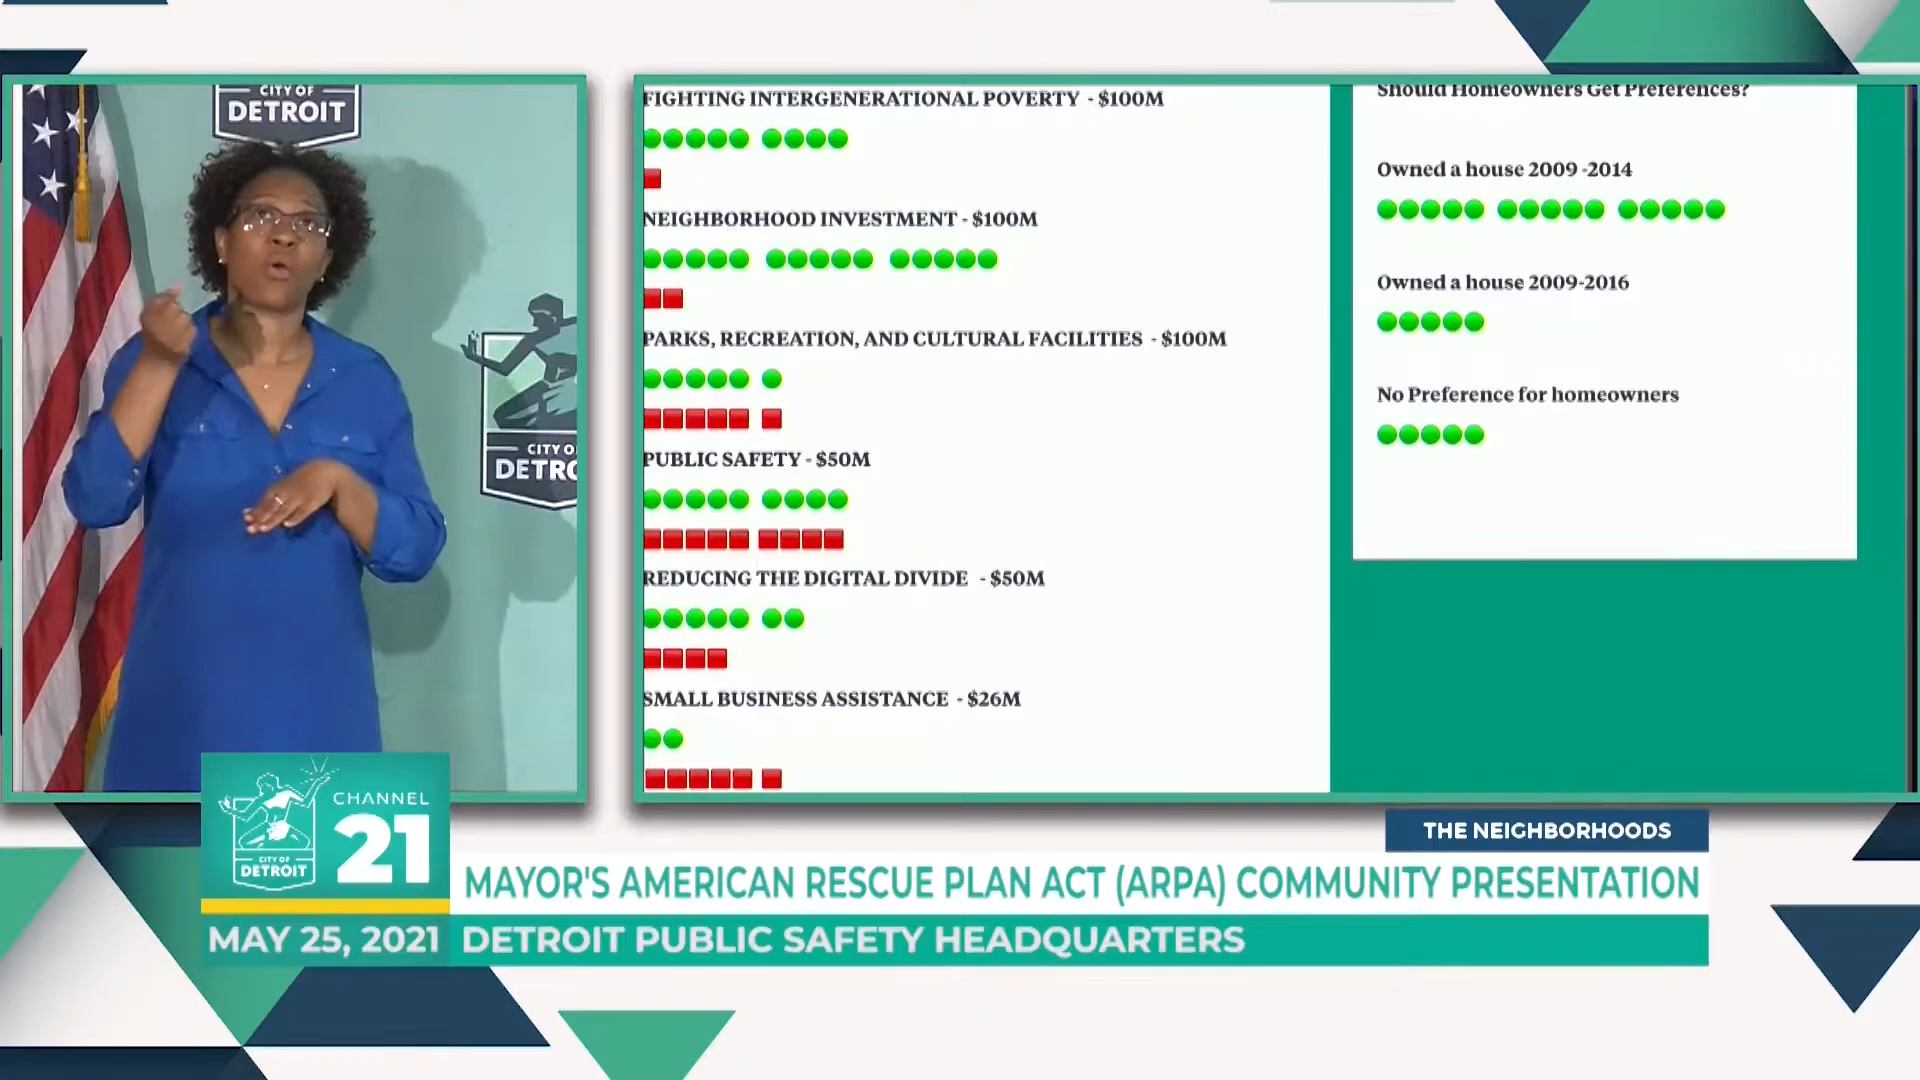 CITY OF
DETROIT
CITY O
DETRO
FIGHTING INTERGENERATIONAL POVERTY - $100M
NEIGHBORHOOD INVESTMENT - $100M
PARKS, RECREATION, AND CULTURAL FACILITIES - $100M
PUBLIC SAFETY - $50M
REDUCING THE DIGITAL DIVIDE - $50M
SMALL BUSINESS ASSISTANCE - $26M
Should Homeowners Get Preferences?
Owned a house 2009 -2014
Owned a house 2009-2016
No Preference for homeowners
THE NEIGHBORHOODS
CHANNEL
21
CITY OF
DETROIT
MAYOR'S AMERICAN RESCUE PLAN ACT (ARPA) COMMUNITY PRESENTATION
MAY 25, 2021
DETROIT PUBLIC SAFETY HEADQUARTERS